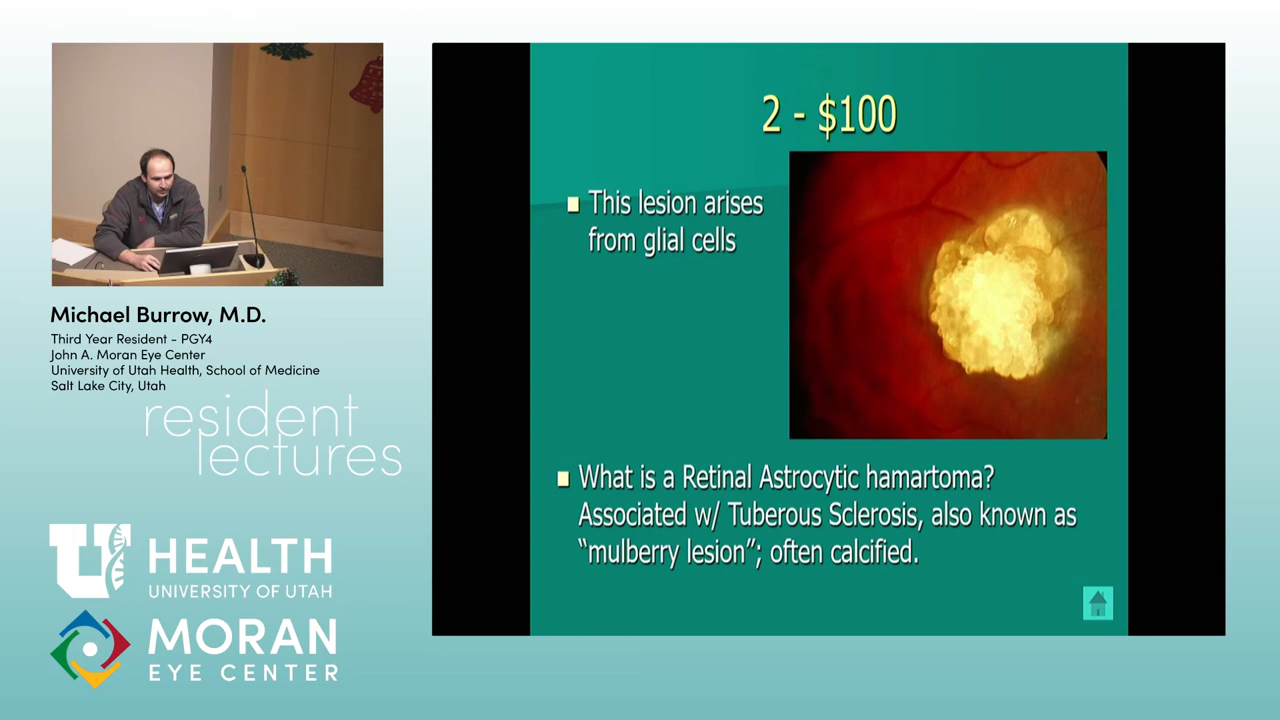 Michael Burrow, M.D.
Third Year Resident - PGY4
John A. Moran Eye Center
University of Utah Health, School of Medicine
Salt Lake City, Utah
resident
lectures
U HEALTH
UNIVERSITY OF UTAH
MORAN
EYE CENTER
2 - $100
This lesion arises
from glial cells
What is a Retinal Astrocytic hamartoma?
Associated w/ Tuberous Sclerosis, also known as
“mulberry lesion”; often calcified.